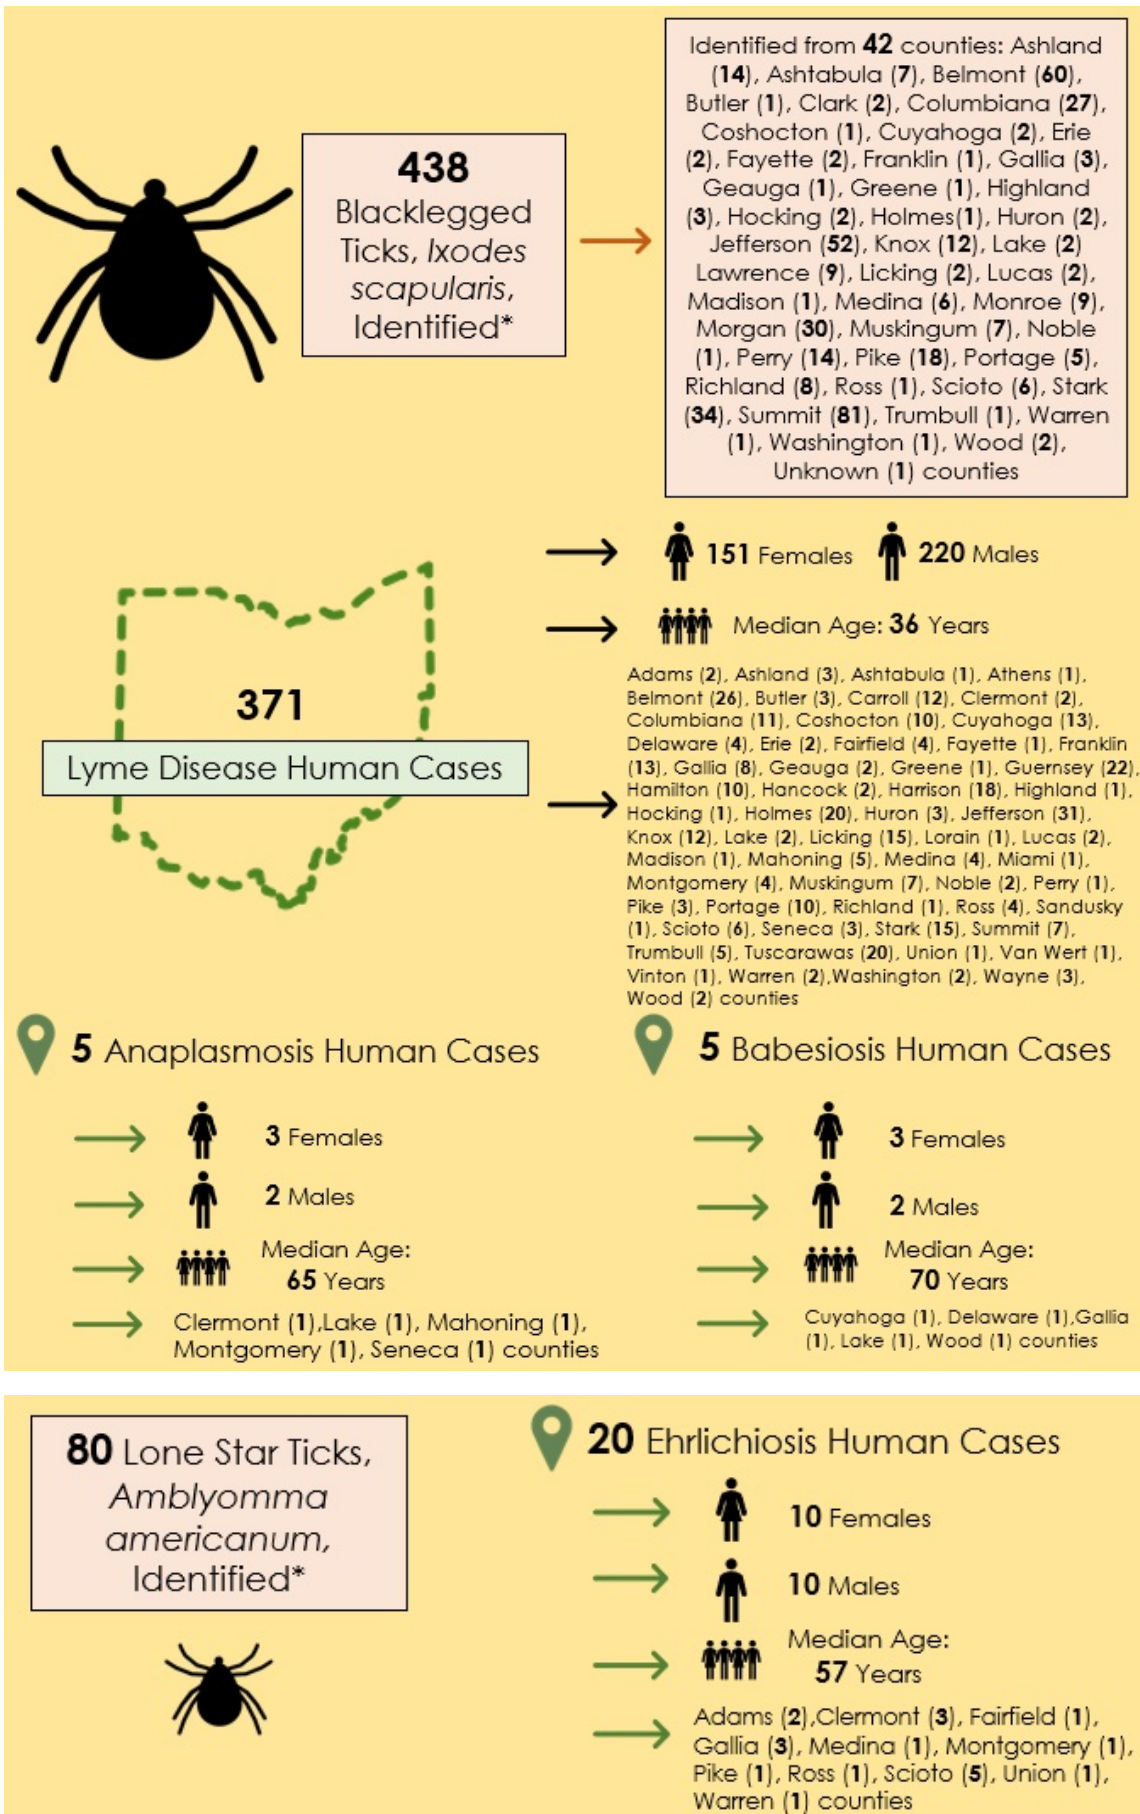 438
Blacklegged
Ticks, Ixodes
scapularis,
Identified*
Identified from 42 counties: Ashland
(14), Ashtabula (7), Belmont (60),
Butler (1), Clark (2), Columbiana (27),
Coshocton (1), Cuyahoga (2), Erie
(2), Fayette (2), Franklin (1), Gallia (3),
Geauga (1), Greene (1), Highland
(3), Hocking (2), Holmes(1), Huron (2),
Jefferson (52), Knox (12), Lake (2)
Lawrence (9), Licking (2), Lucas (2),
Madison (1), Medina (6), Monroe (9),
Morgan (30), Muskingum (7), Noble
(1), Perry (14), Pike (18), Portage (5),
Richland (8), Ross (1), Scioto (6), Stark
(34), Summit (81), Trumbull (1), Warren
(1), Washington (1), Wood (2),
Unknown (1) counties
371
Lyme Disease Human Cases
151 Females 220 Males
Median Age: 36 Years
Adams (2), Ashland (3), Ashtabula (1), Athens (1),
Belmont (26), Butler (3), Carroll (12), Clermont (2),
Columbiana (11), Coshocton (10), Cuyahoga (13),
Delaware (4), Erie (2), Fairfield (4), Fayette (1), Franklin
(13), Gallia (8), Geauga (2), Greene (1), Guernsey (22),
Hamilton (10), Hancock (2), Harrison (18), Highland (1),
Hocking (1), Holmes (20), Huron (3), Jefferson (31),
Knox (12), Lake (2), Licking (15), Lorain (1), Lucas (2),
Madison (1), Mahoning (5), Medina (4), Miami (1),
Montgomery (4), Muskingum (7), Noble (2), Perry (1),
Pike (3), Portage (10), Richland (1), Ross (4), Sandusky
(1), Scioto (6), Seneca (3), Stark (15), Summit (7),
Trumbull (5), Tuscarawas (20), Union (1), Van Wert (1),
Vinton (1), Warren (2),Washington (2), Wayne (3),
Wood (2) counties
5 Anaplasmosis Human Cases
3 Females
2 Males
Median Age:
65 Years
Clermont (1),Lake (1), Mahoning (1),
Montgomery (1), Seneca (1) counties
5 Babesiosis Human Cases
3 Females
2 Males
Median Age:
70 Years
Cuyahoga (1), Delaware (1),Gallia
(1), Lake (1), Wood (1) counties
80 Lone Star Ticks,
Amblyomma
americanum,
Identified*
20 Ehrlichiosis Human Cases
10 Females
10 Males
Median Age:
57 Years
Adams (2),Clermont (3), Fairfield (1),
Gallia (3), Medina (1), Montgomery (1),
Pike (1), Ross (1), Scioto (5), Union (1),
Warren (1) counties